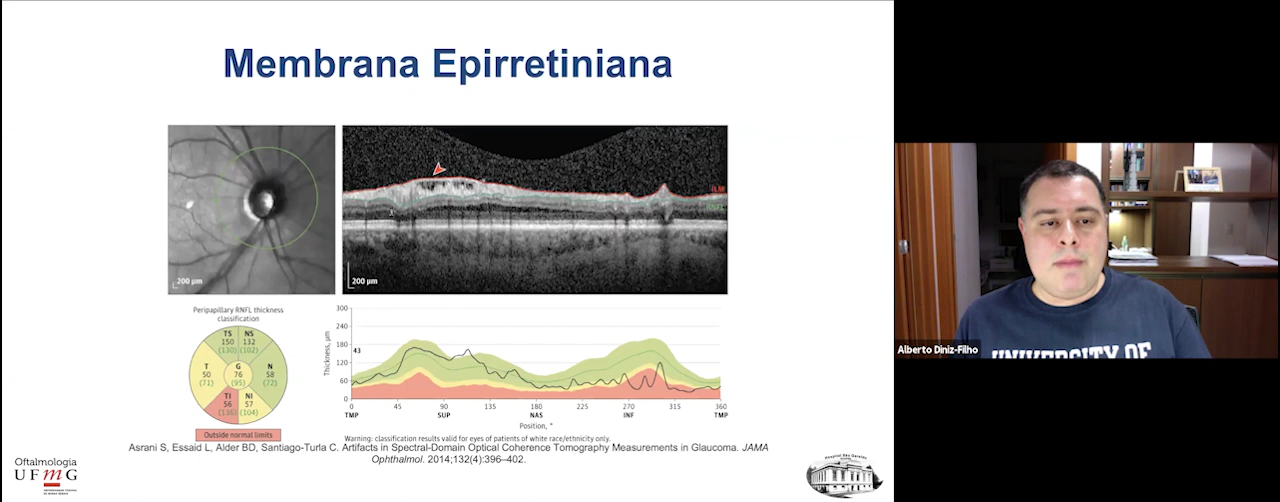 Membrana Epirretiniana
ILM
200 µm
200 µm
Peripapillary RNFL thickness
classification
TS
150
(130)
NS
132
(102)
T
50
(71)
G
76
(95)
N
58
(72)
TI
56
(136)
NI
57
(104)
Outside normal limits
Thickness, µm
300
240
180
120
60
0
43
0 45 90 135 180 225 270 315 360
TMP SUP NAS INF TMP
Position, °
Warning: classification results valid for eyes of patients of white race/ethnicity only.
Asrani S, Essaid L, Alder BD, Santiago-Turla C. Artifacts in Spectral-Domain Optical Coherence Tomography Measurements in Glaucoma. JAMA
Ophthalmol. 2014;132(4):396–402.
Oftalmologia
UFmG
Hospital São Geraldo
UNIVERSITY OF
Alberto Diniz-Filho